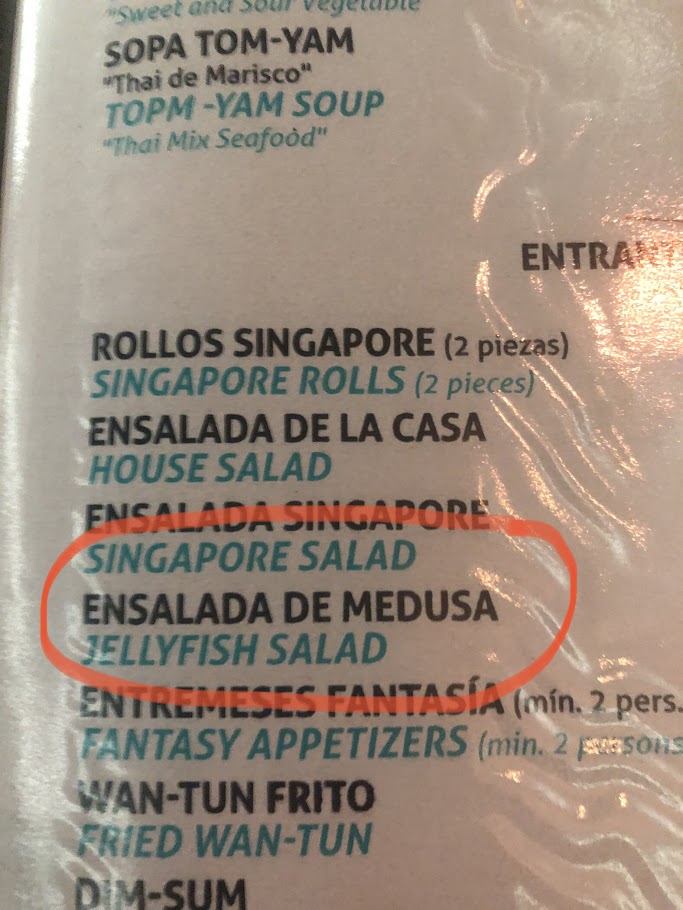 "Sweet and Sour Vegetable
SOPA TOM-YAM
"Thai de Marisco"
TOPM -YAM SOUP
"Thai Mix Seafoòd"
ROLLOS SINGAPORE (2 piezas)
SINGAPORE ROLLS (2 pieces)
ENSALADA DE LA CASA
HOUSE SALAD
ENSALADA SINGAPORE
SINGAPORE SALAD
ENSALADA DE MEDUSA
JELLYFISH SALAD
ENTREMESES FANTASÍA (mín. 2 pers.
FANTASY APPETIZERS (min. 2 persons
WAN-TUN FRITO
FRIED WAN-TUN
DIM-SUM